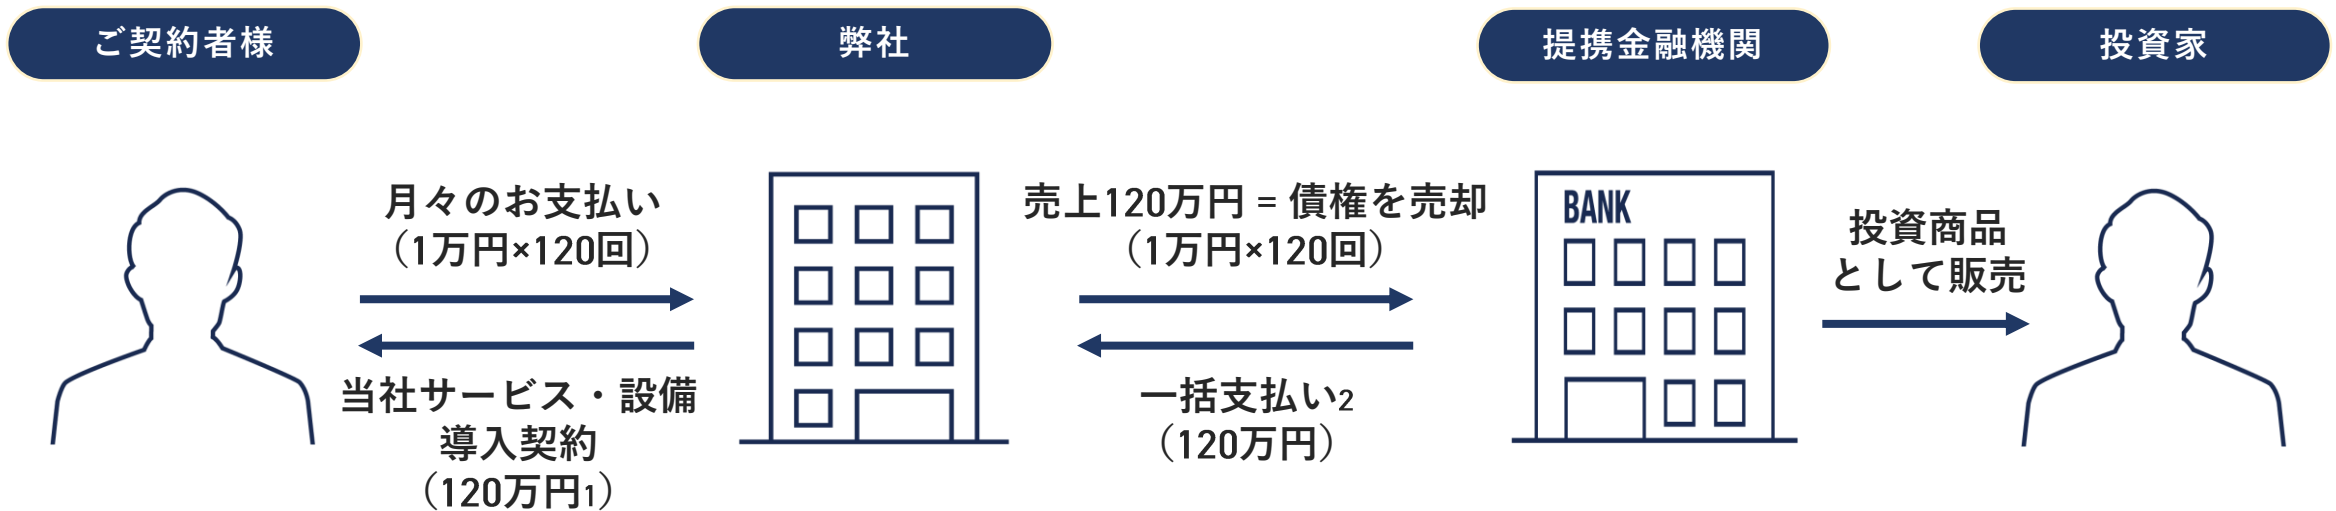 ご契約者様
弊社
提携金融機関
投資家
月々のお支払い
（1万円×120回）
当社サービス・設備
導入契約
（120万円1）
売上120万円 = 債権を売却
（1万円×120回）
一括支払い2
（120万円）
BANK
投資商品
として販売